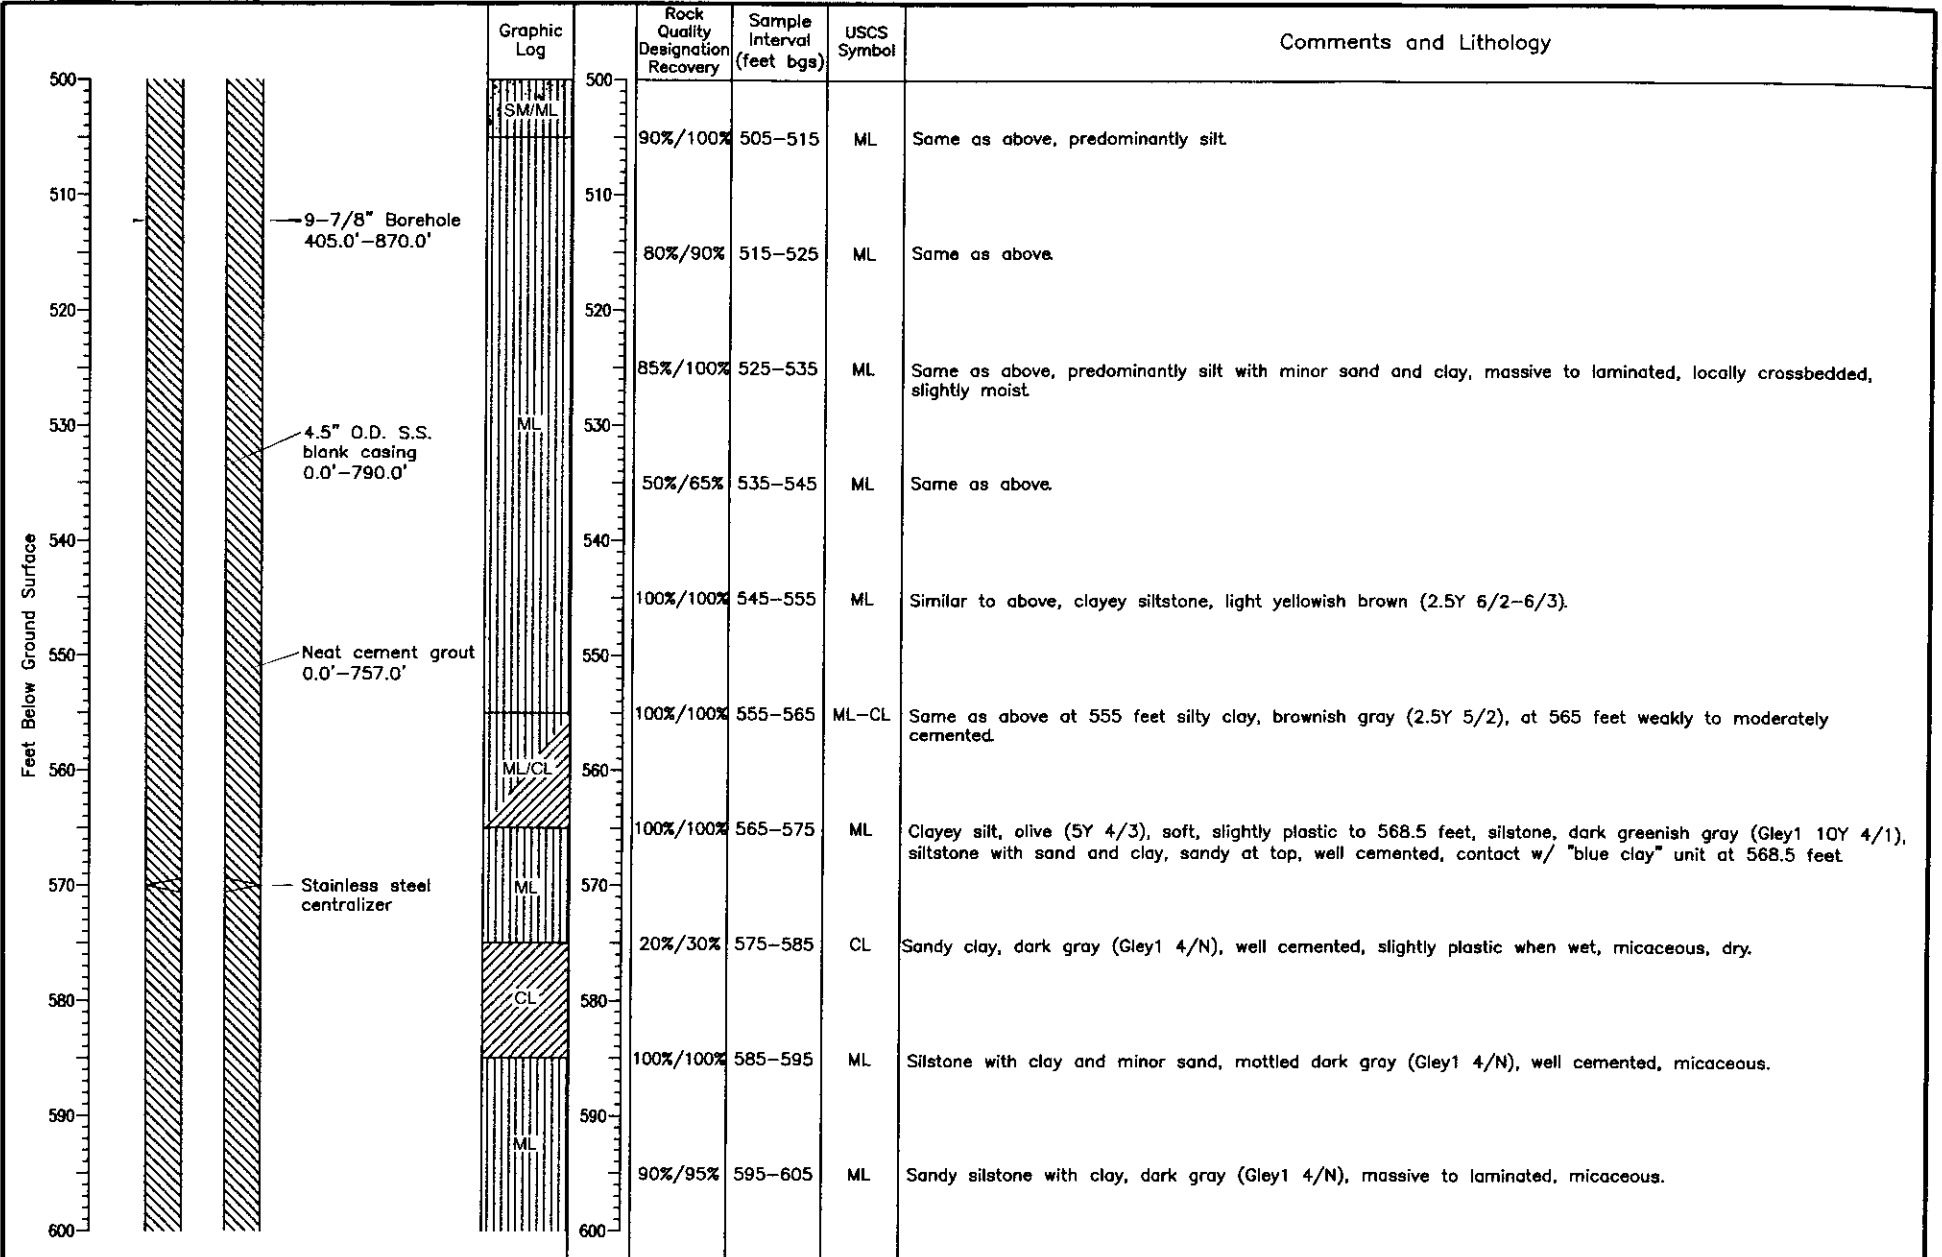 Graphic
Log
Rock
Quality
Designation
Recovery
Sample
Interval
(feet bgs)
USCS
Symbol
Comments and Lithology
Feet Below Ground Surface
500
510
520
530
540
550
560
570
580
590
600
9-7/8" Borehole
405.0'-870.0'
4.5" O.D. S.S.
blank casing
0.0'-790.0'
Neat cement grout
0.0'-757.0'
Stainless steel
centralizer
SM/ML
ML
ML/CL
ML
CL
ML
500
510
520
530
540
550
560
570
580
590
600
90%/100% 505-515 ML Same as above, predominantly silt.
80%/90% 515-525 ML Same as above.
85%/100% 525-535 ML Same as above, predominantly silt with minor sand and clay, massive to laminated, locally crossbedded,
slightly moist.
50%/65% 535-545 ML Same as above.
100%/100% 545-555 ML Similar to above, clayey siltstone, light yellowish brown (2.5Y 6/2-6/3).
100%/100% 555-565 ML-CL Same as above at 555 feet silty clay, brownish gray (2.5Y 5/2), at 565 feet weakly to moderately
cemented.
100%/100% 565-575 ML Clayey silt, olive (5Y 4/3), soft, slightly plastic to 568.5 feet, silstone, dark greenish gray (Gley1 10Y 4/1),
siltstone with sand and clay, sandy at top, well cemented, contact w/ "blue clay" unit at 568.5 feet.
20%/30% 575-585 CL Sandy clay, dark gray (Gley1 4/N), well cemented, slightly plastic when wet, micaceous, dry.
100%/100% 585-595 ML Silstone with clay and minor sand, mottled dark gray (Gley1 4/N), well cemented, micaceous.
90%/95% 595-605 ML Sandy silstone with clay, dark gray (Gley1 4/N), massive to laminated, micaceous.